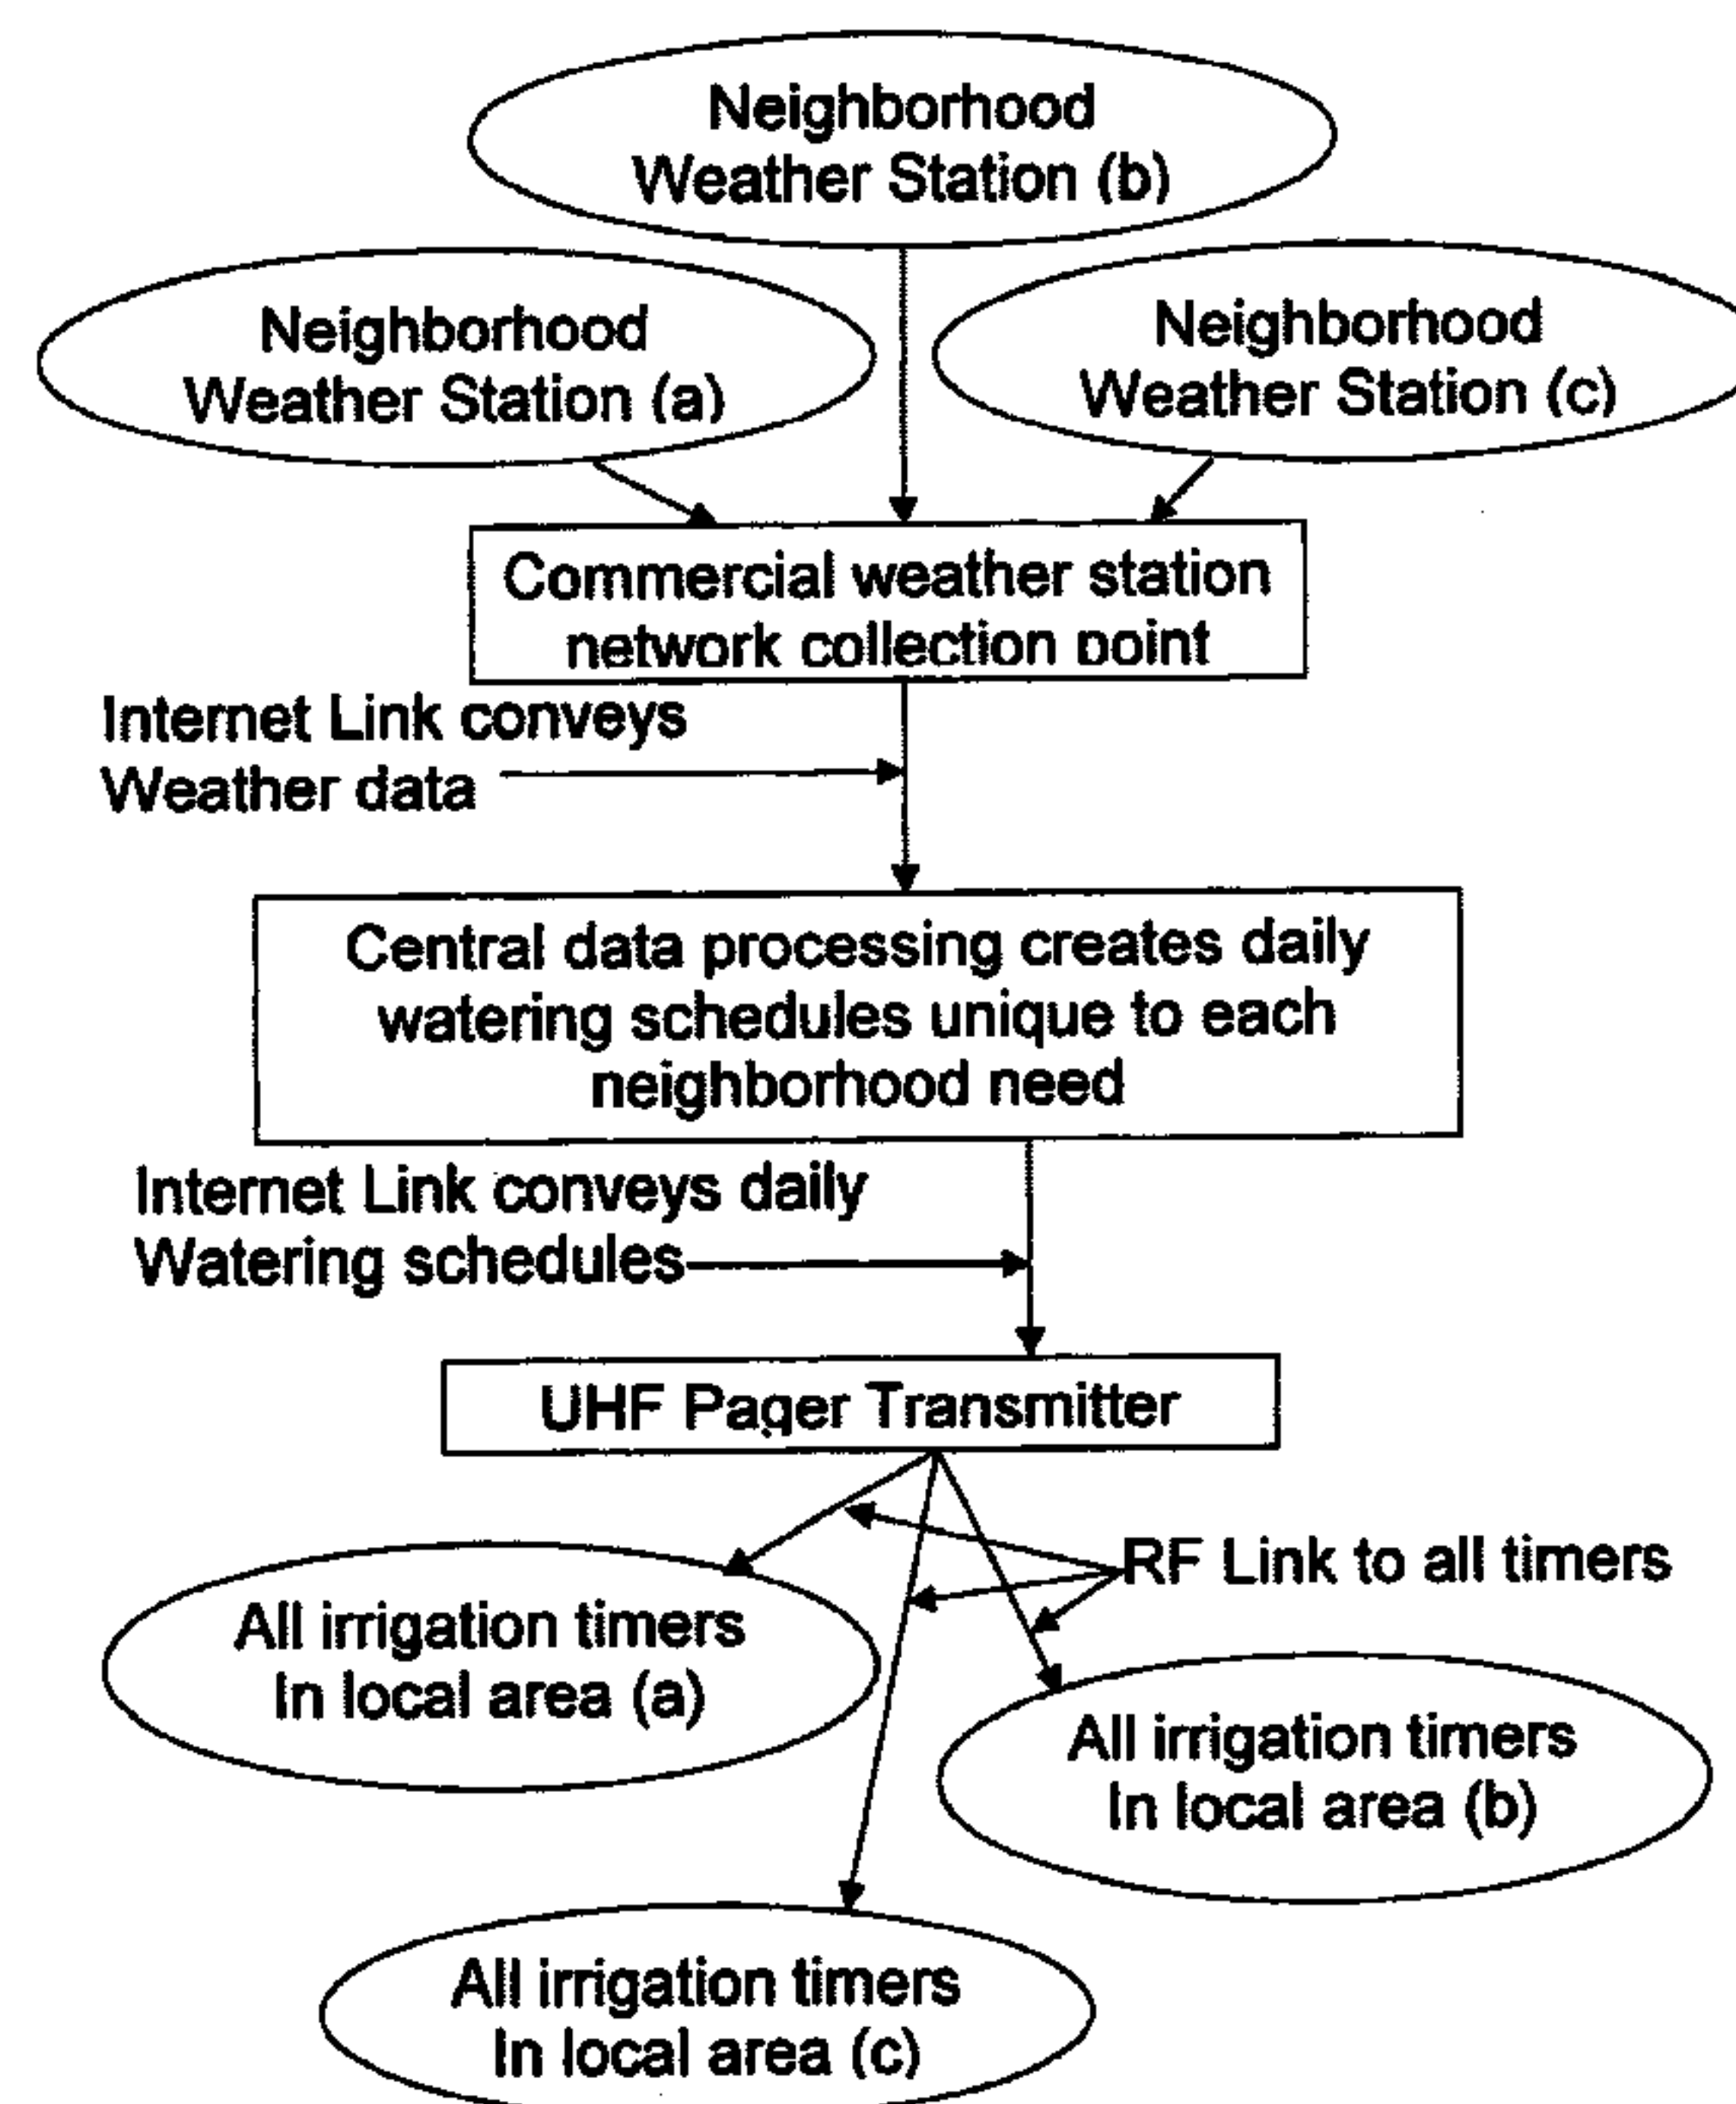 Neighborhood
Weather Station (b)
Neighborhood
Weather Station (a)
Neighborhood
Weather Station (c)
Commercial weather station
network collection point
Internet Link conveys
Weather data
Central data processing creates daily
watering schedules unique to each
neighborhood need
Internet Link conveys daily
Watering schedules
UHF Pager Transmitter
RF Link to all timers
All irrigation timers
In local area (a)
All irrigation timers
In local area (b)
All irrigation timers
In local area (c)